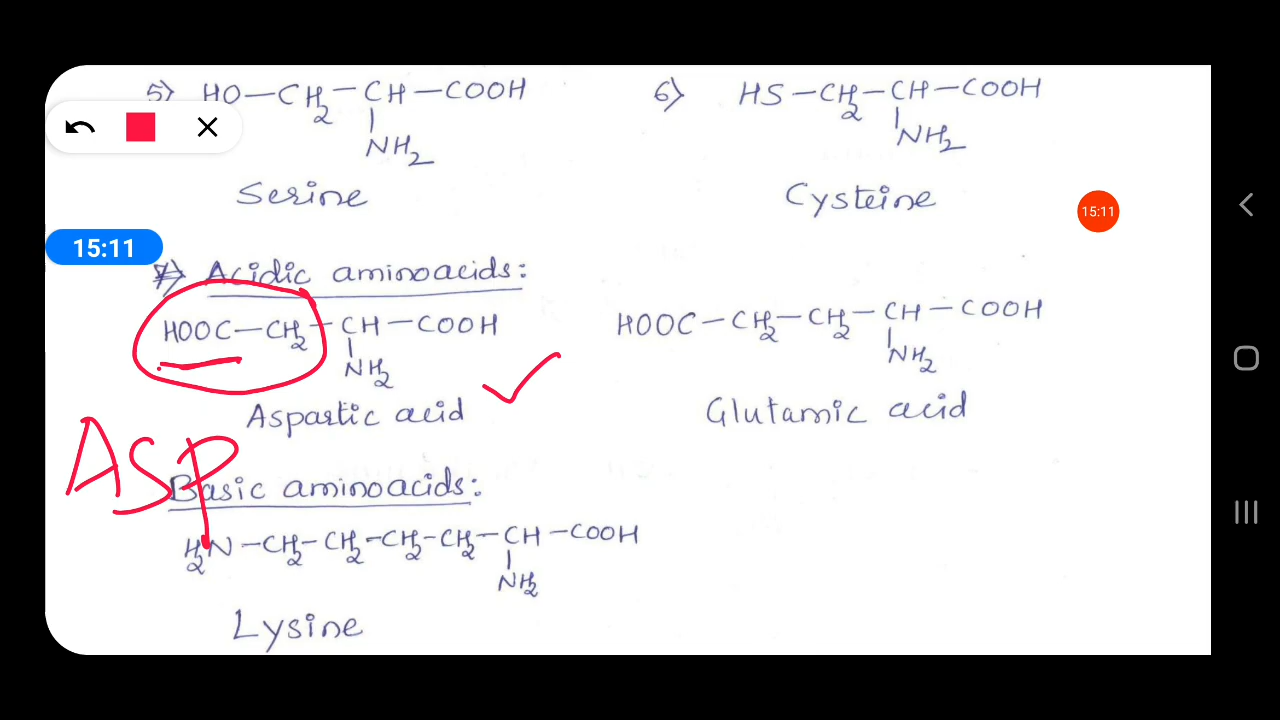 5) HO—CH2—CH—COOH
NH2
Serine
6) HS—CH2—CH—COOH
NH2
Cysteine
15:11
15:11
7) Acidic aminoacids:
HOOC—CH2—CH—COOH
NH2
Aspartic acid
HOOC—CH2—CH2—CH—COOH
NH2
Glutamic acid
ASP
Basic aminoacids:
H2N—CH2—CH2—CH2—CH2—CH—COOH
NH2
Lysine